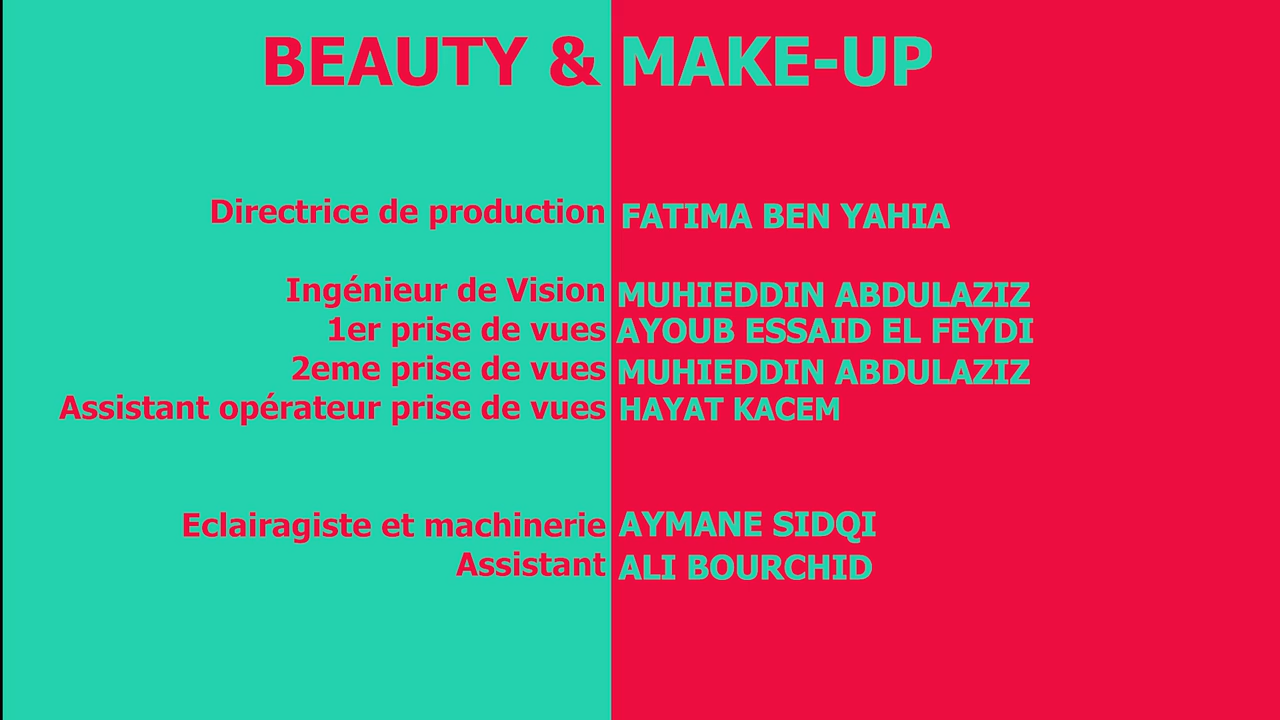 BEAUTY & MAKE-UP
Directrice de production FATIMA BEN YAHIA
Ingénieur de Vision MUHIEDDIN ABDULAZIZ
1er prise de vues AYOUB ESSAID EL FEYDI
2eme prise de vues MUHIEDDIN ABDULAZIZ
Assistant opérateur prise de vues HAYAT KACEM
Eclairagiste et machinerie AYMANE SIDQI
Assistant ALI BOURCHID